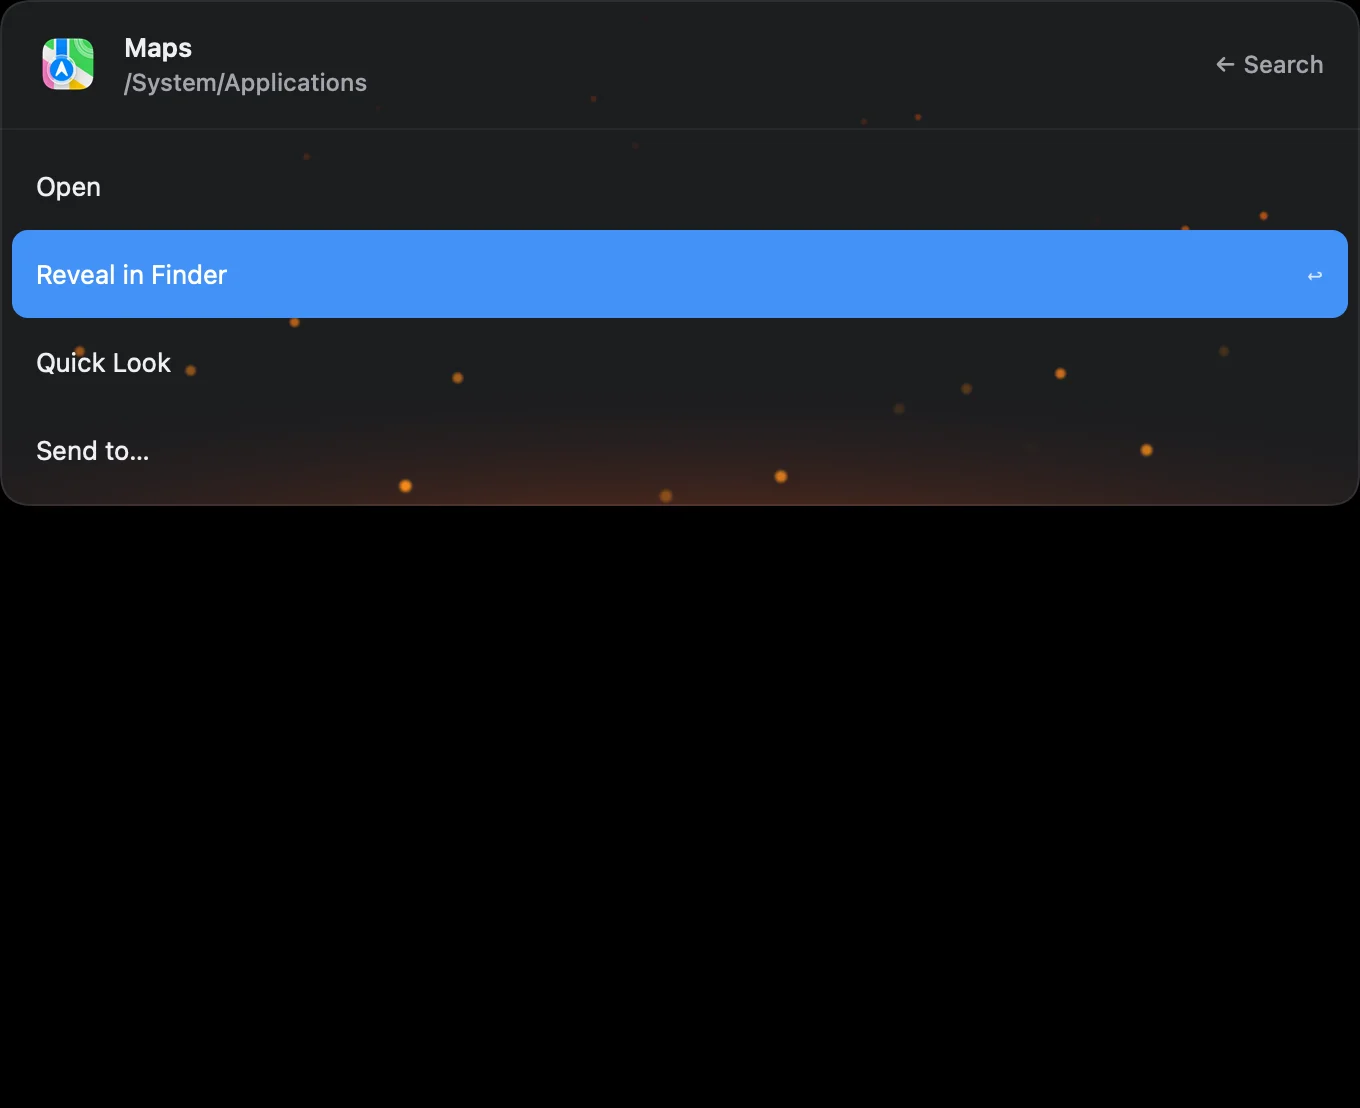 Maps
/System/Applications
← Search
Open
Reveal in Finder ↩
Quick Look
Send to...